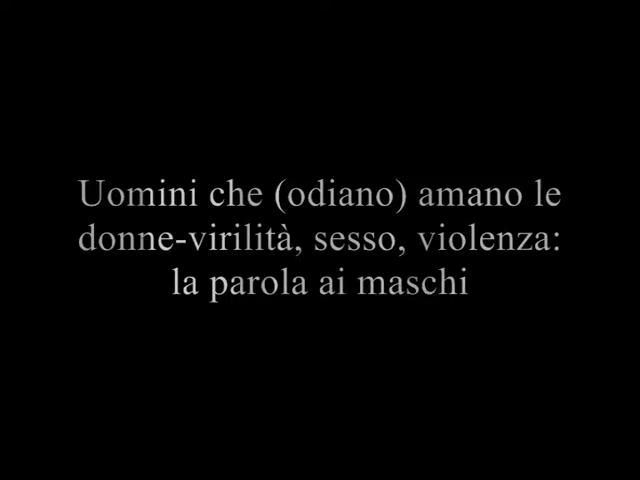 Uomini che (odiano) amano le
donne-virilità, sesso, violenza:
la parola ai maschi